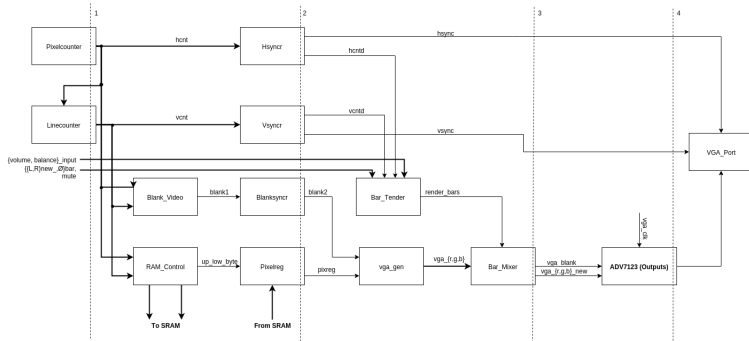 1
2
3
4
hsync
Pixelcounter
hcnt
Hsyncr
hcntd
Linecounter
vcnt
Vsyncr
vcntd
vsync
VGA_Port
{volume, balance}_input
{{L,R}new_,Ø}bar,
mute
Blank_Video
blank1
Blanksyncr
blank2
Bar_Tender
render_bars
vga_clk
RAM_Control
up_low_byte
Pixelreg
pixreg
vga_gen
vga_{r,g,b}
Bar_Mixer
vga_blank
vga_{r,g,b}_new
ADV7123 (Outputs)
To SRAM
From SRAM